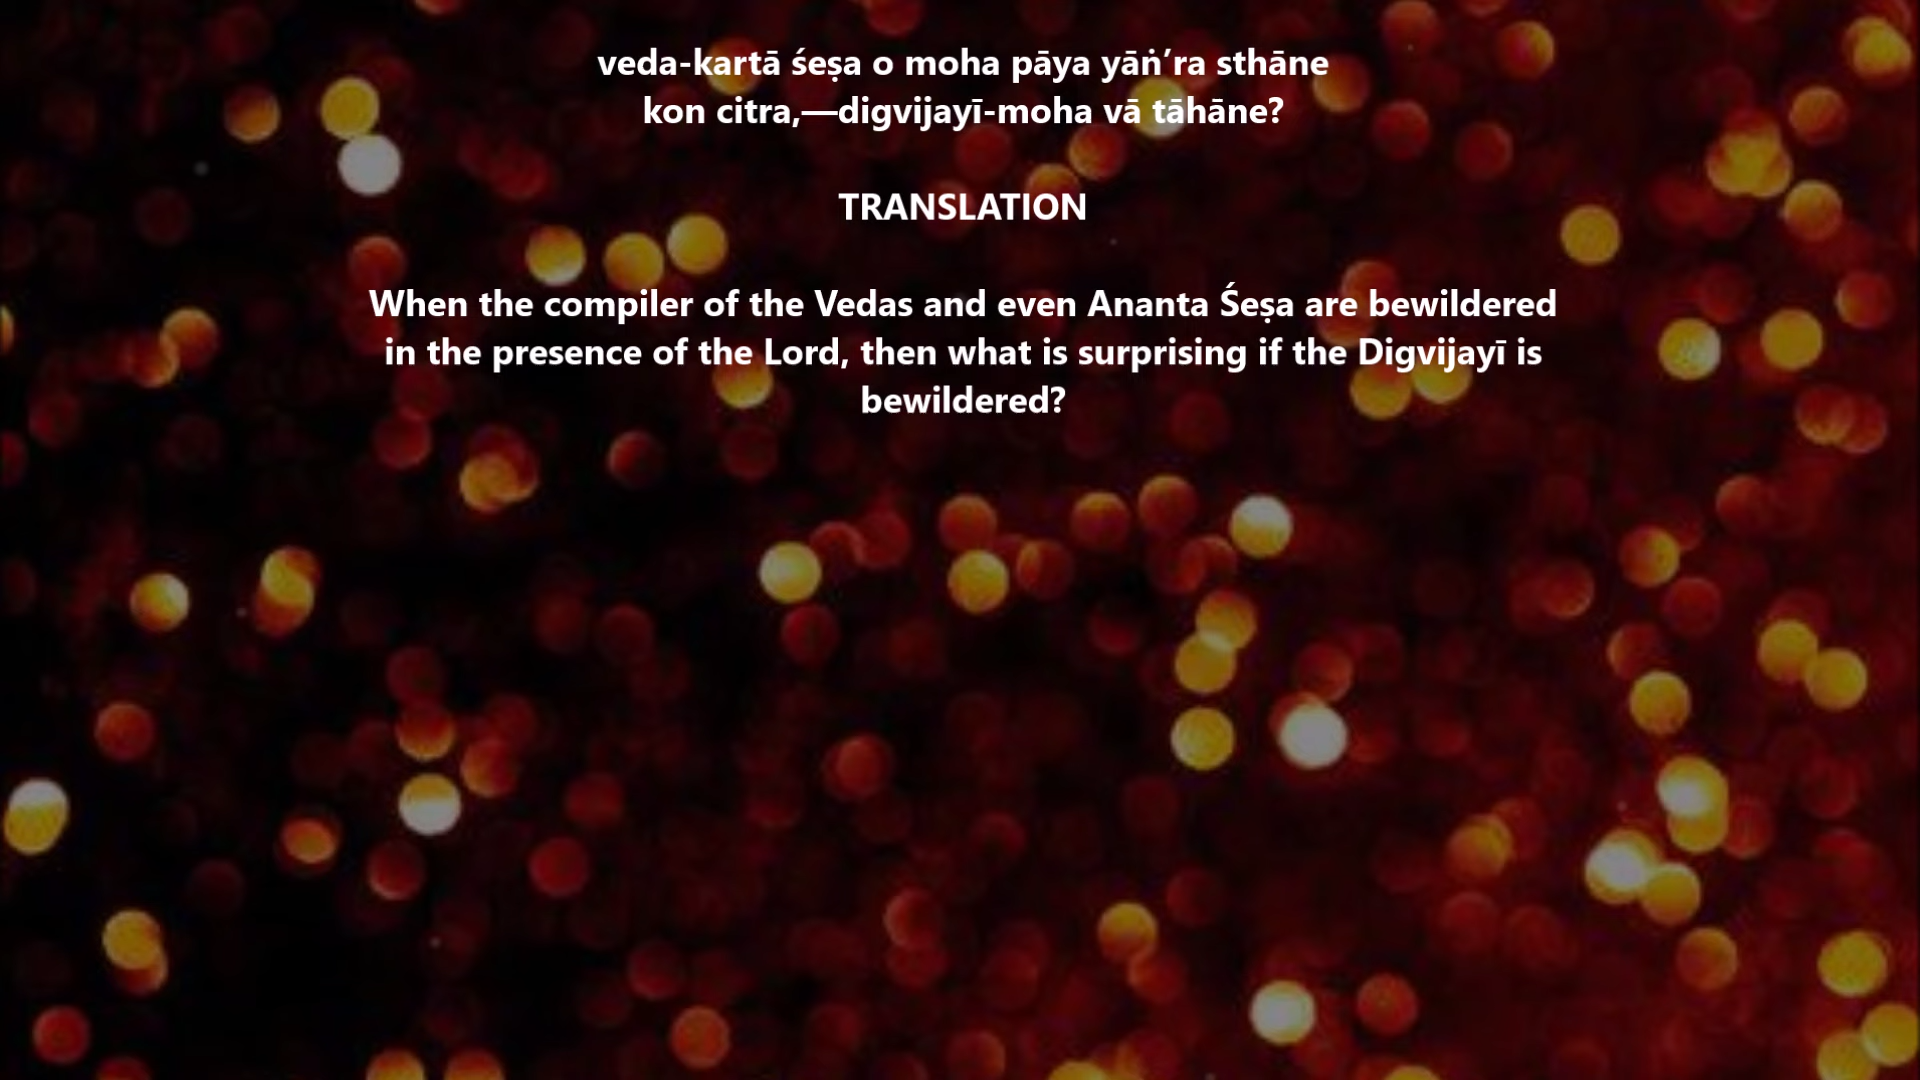 veda-kartā śeṣa o moha pāya yāṅ’ra sthāne
kon citra,—digvijayī-moha vā tāhāne?
TRANSLATION
When the compiler of the Vedas and even Ananta Śeṣa are bewildered
in the presence of the Lord, then what is surprising if the Digvijayī is
bewildered?